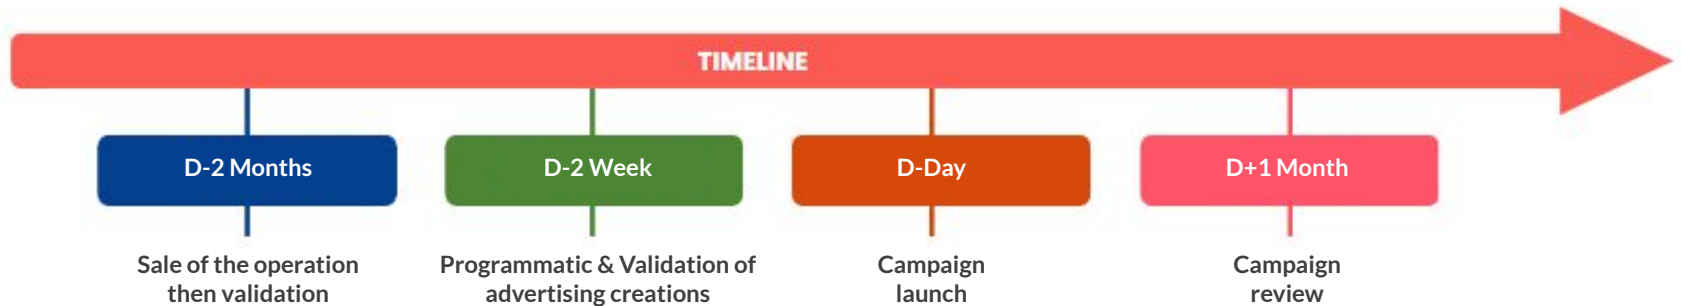 TIMELINE
D-2 Months
D-2 Week
D-Day
D+1 Month
Sale of the operation
then validation
Programmatic & Validation of
advertising creations
Campaign
launch
Campaign
review